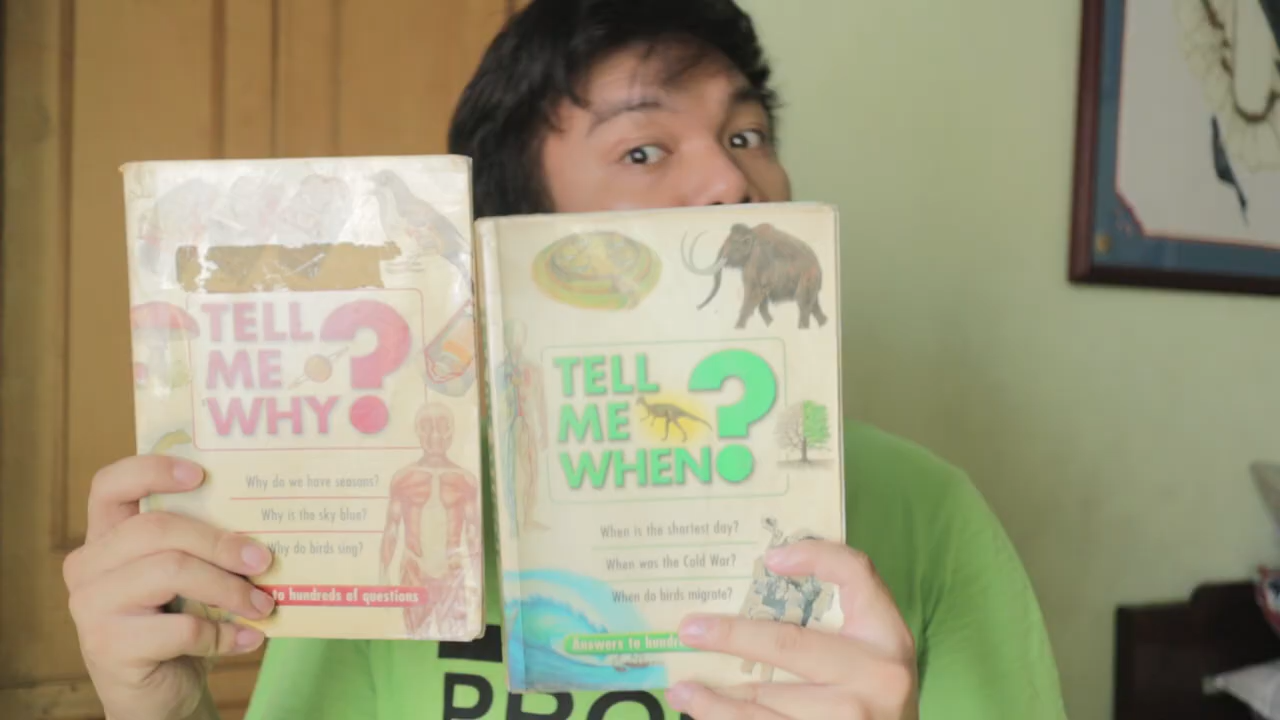 TELL
ME
WHY?
Why do we have seasons?
Why is the sky blue?
Why do birds sing?
to hundreds of questions
TELL
ME
WHEN?
When is the shortest day?
When was the Cold War?
When do birds migrate?
Answers to